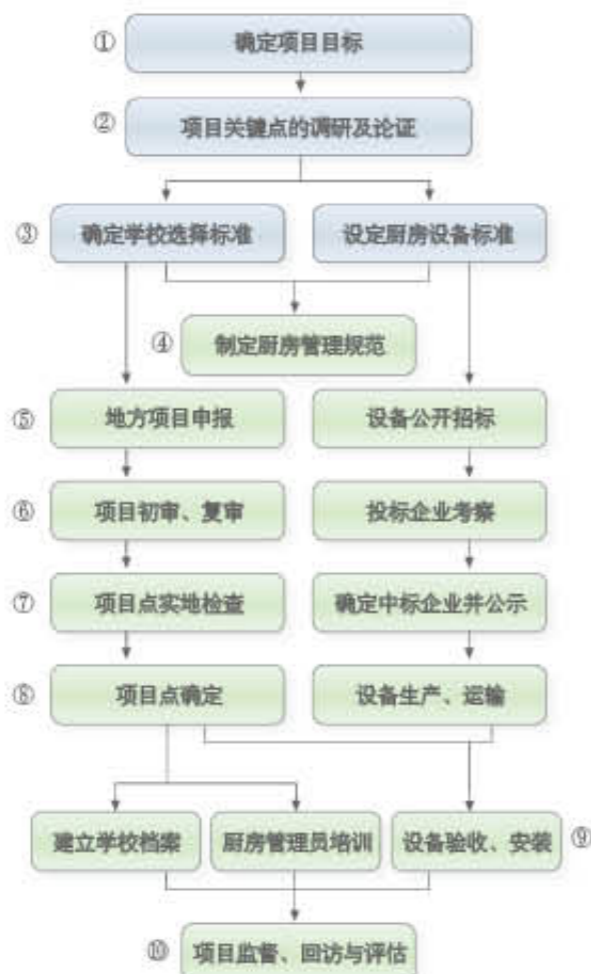 ① 确定项目目标
② 项目关键点的调研及论证
③ 确定学校选择标准 设定厨房设备标准
④ 制定厨房管理规范
⑤ 地方项目申报 设备公开招标
⑥ 项目初审、复审 投标企业考察
⑦ 项目点实地检查 确定中标企业并公示
⑧ 项目点确定 设备生产、运输
建立学校档案 厨房管理员培训 设备验收、安装 ⑨
⑩ 项目监督、回访与评估